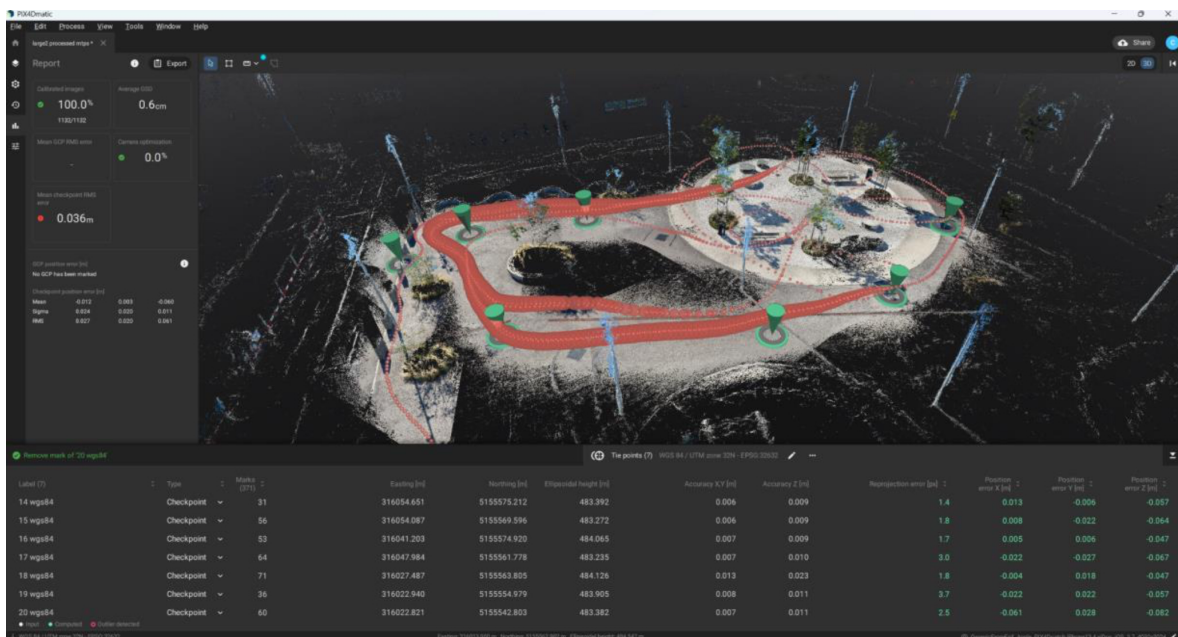 PIX4Dmatic
File Edit Process View Tools Window Help
large2 processed mtps *
Share
Report
Export
2D 3D
Calibrated images
100.0%
1132/1132
Average GSD
0.6cm
Mean GCP RMS error
-
Camera optimization
0.0%
Mean checkpoint RMS error
0.036m
GCP position error [m]
No GCP has been marked
Checkpoint position error [m]
Mean -0.012 0.003 -0.060
Sigma 0.024 0.020 0.011
RMS 0.027 0.020 0.061
Remove mark of '20 wgs84'
Tie points (7) WGS 84 / UTM zone 32N - EPSG:32632
Label (7) Type Marks (371) Easting [m] Northing [m] Ellipsoidal height [m] Accuracy X,Y [m] Accuracy Z [m] Reprojection error [px] Position error X [m] Position error Y [m] Position error Z [m]
14 wgs84 Checkpoint 31 316054.651 5155575.212 483.392 0.006 0.009 1.4 0.013 -0.006 -0.057
15 wgs84 Checkpoint 56 316054.087 5155569.596 483.272 0.006 0.009 1.8 0.008 -0.022 -0.064
16 wgs84 Checkpoint 53 316041.203 5155574.920 484.065 0.007 0.009 1.7 0.005 0.006 -0.047
17 wgs84 Checkpoint 64 316047.984 5155561.778 483.235 0.007 0.010 3.0 -0.022 -0.027 -0.067
18 wgs84 Checkpoint 71 316027.487 5155563.805 484.126 0.013 0.023 1.8 -0.004 0.018 -0.047
19 wgs84 Checkpoint 36 316022.940 5155554.979 483.905 0.008 0.011 3.7 -0.022 0.022 -0.057
20 wgs84 Checkpoint 60 316022.821 5155542.803 483.382 0.007 0.011 2.5 -0.061 0.028 -0.082
Input Computed Outlier detected